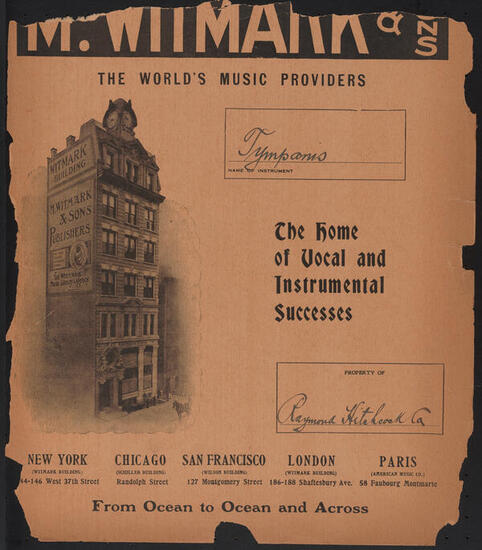 M. WITMARK & NS
THE WORLD'S MUSIC PROVIDERS
Tympanis
NAME OF INSTRUMENT
WITMARK
BUILDING
M. WITMARK
& SONS
PUBLISHERS
The Home
of Vocal and
Instrumental
Successes
PROPERTY OF
Raymond Hitchcock Co
NEW YORK
(WITMARK BUILDING)
44-146 West 37th Street
CHICAGO
(SCHILLER BUILDING)
Randolph Street
SAN FRANCISCO
(WILSON BUILDING)
127 Montgomery Street
LONDON
(WITMARK BUILDING)
186-188 Shaftesbury Ave.
PARIS
(AMERICAN MUSIC CO.)
58 Faubourg Montmarte
From Ocean to Ocean and Across